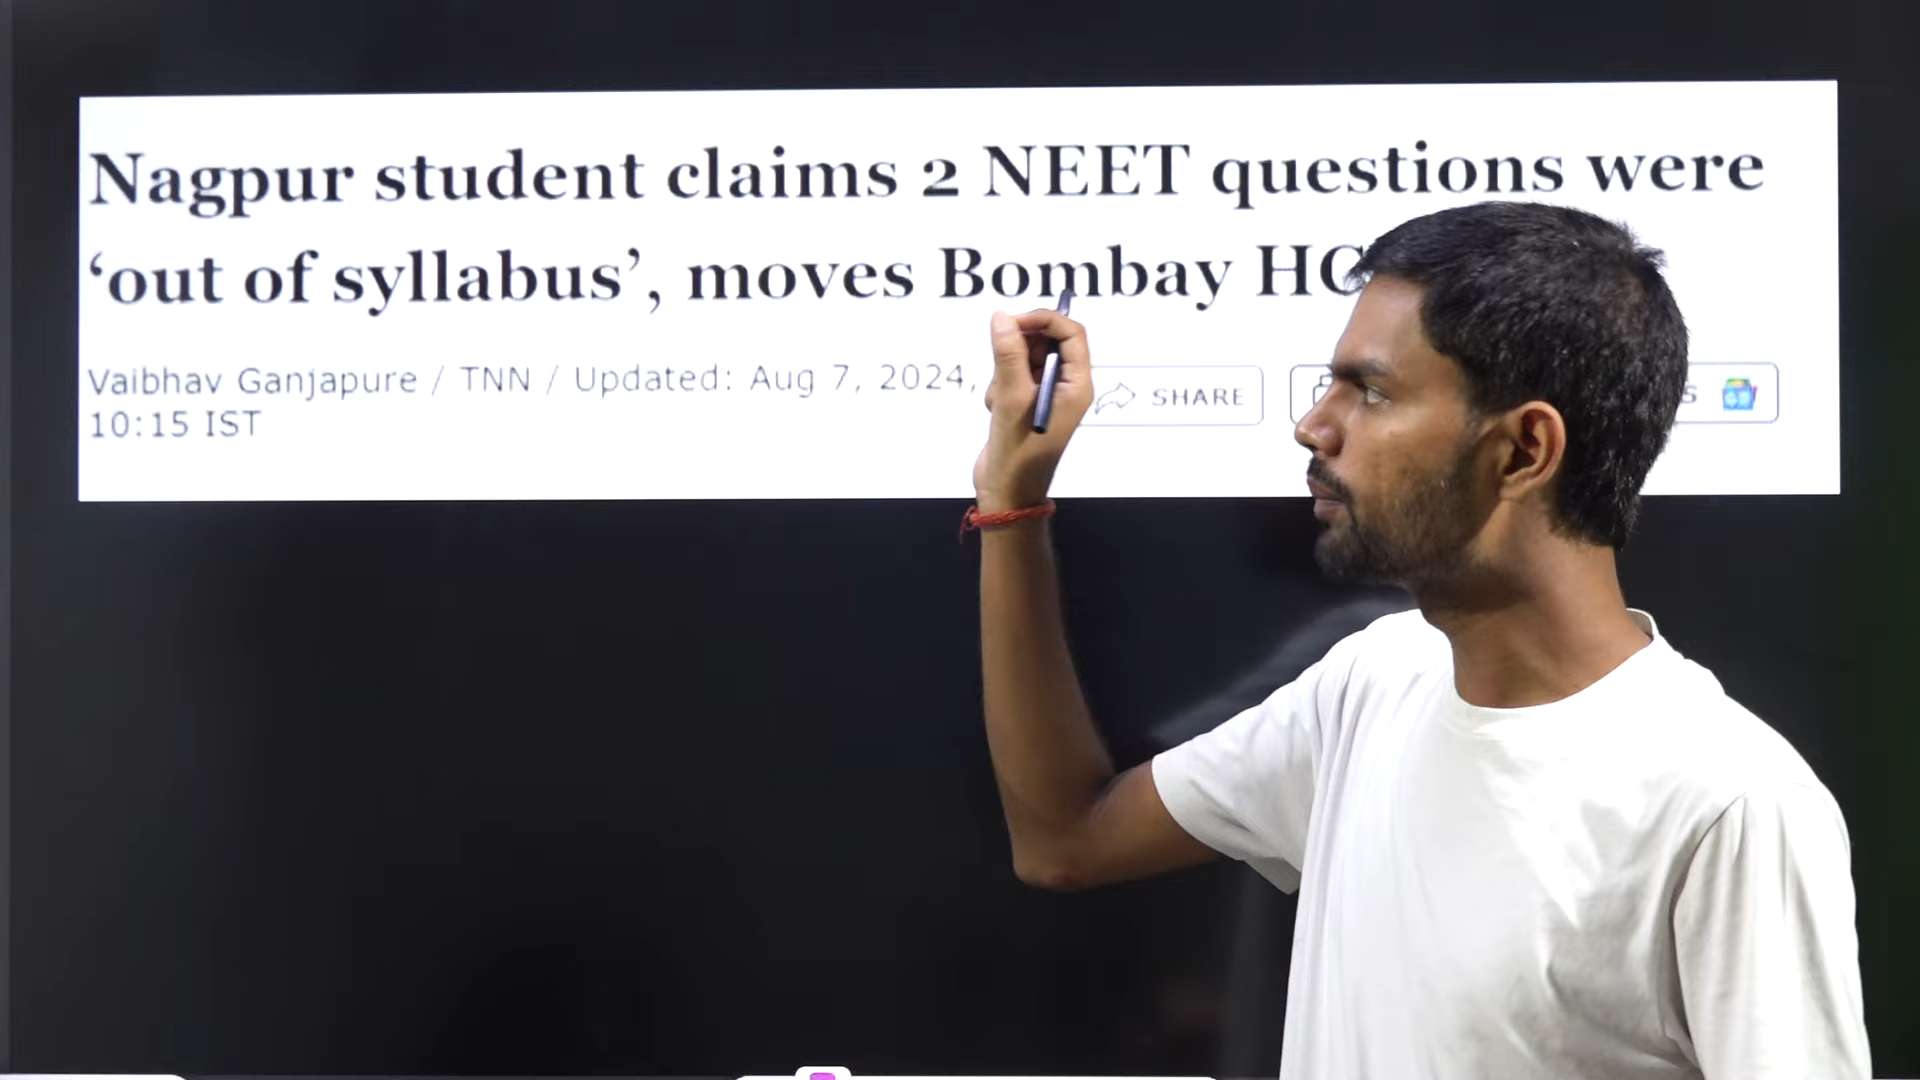 Nagpur student claims 2 NEET questions were
‘out of syllabus’, moves Bombay HC
Vaibhav Ganjapure / TNN / Updated: Aug 7, 2024,
10:15 IST
SHARE